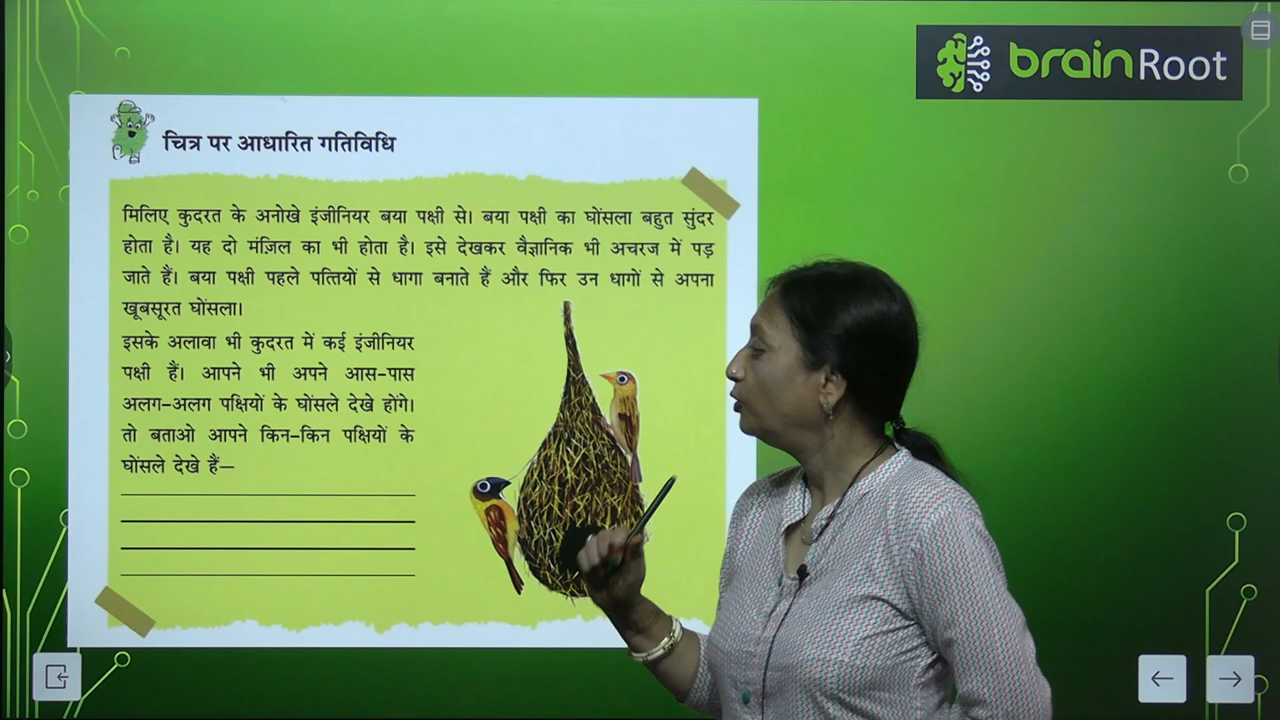 brainRoot
चित्र पर आधारित गतिविधि
मिलिए कुदरत के अनोखे इंजीनियर बया पक्षी से। बया पक्षी का घोंसला बहुत सुंदर
होता है। यह दो मंज़िल का भी होता है। इसे देखकर वैज्ञानिक भी अचरज में पड़
जाते हैं। बया पक्षी पहले पत्तियों से धागा बनाते हैं और फिर उन धागों से अपना
खूबसूरत घोंसला।
इसके अलावा भी कुदरत में कई इंजीनियर
पक्षी हैं। आपने भी अपने आस-पास
अलग-अलग पक्षियों के घोंसले देखे होंगे।
तो बताओ आपने किन-किन पक्षियों के
घोंसले देखे हैं—